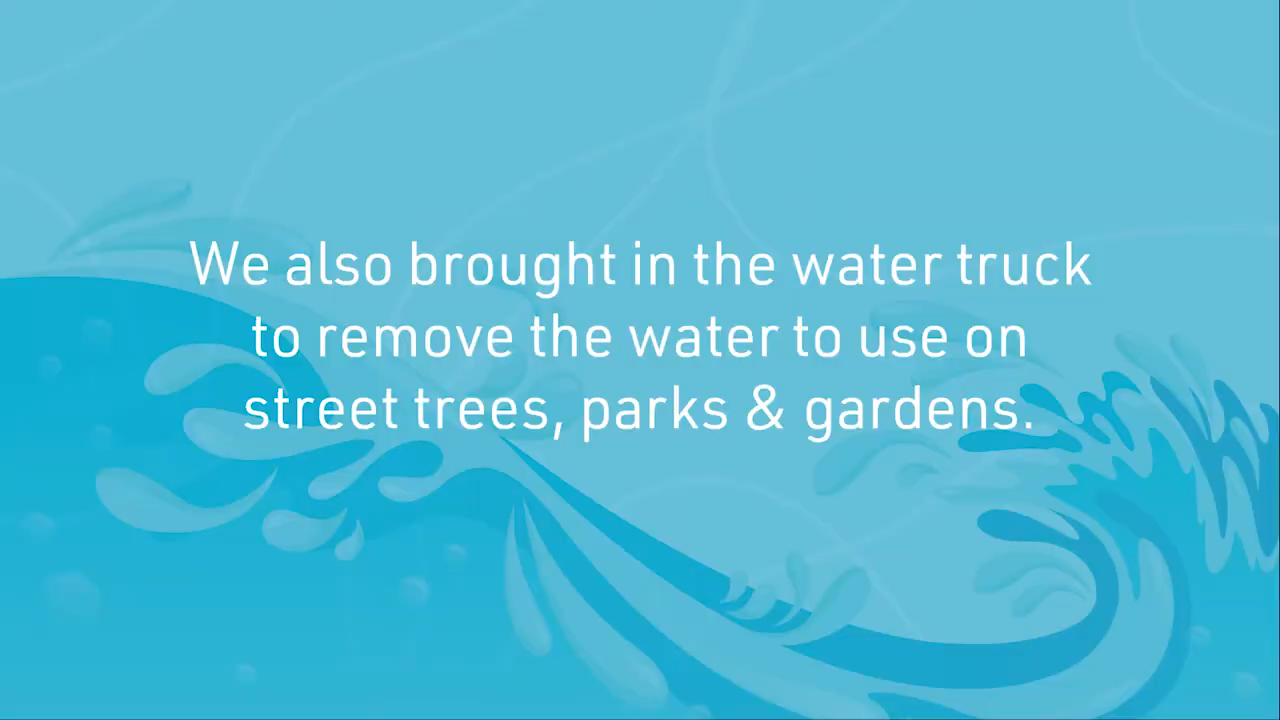 We also brought in the water truck
to remove the water to use on
street trees, parks & gardens.